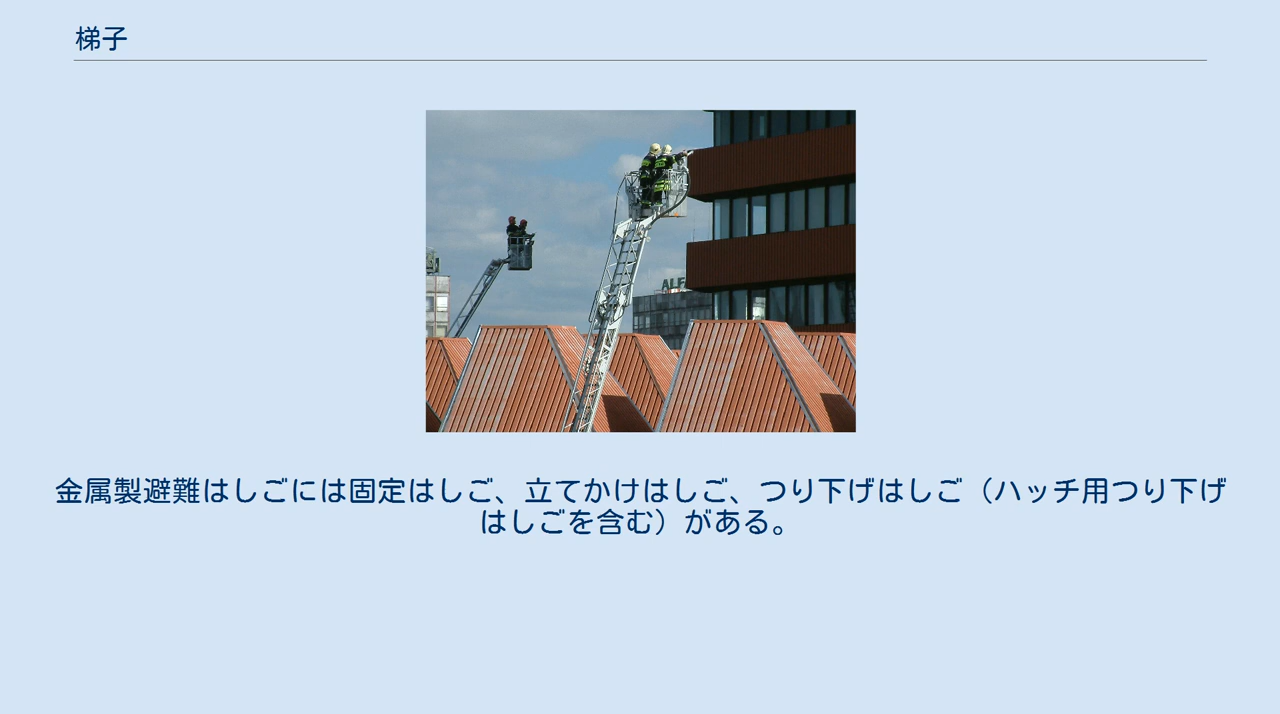 梯子
ALF
金属製避難はしごには固定はしご、立てかけはしご、つり下げはしご（ハッチ用つり下げ
はしごを含む）がある。